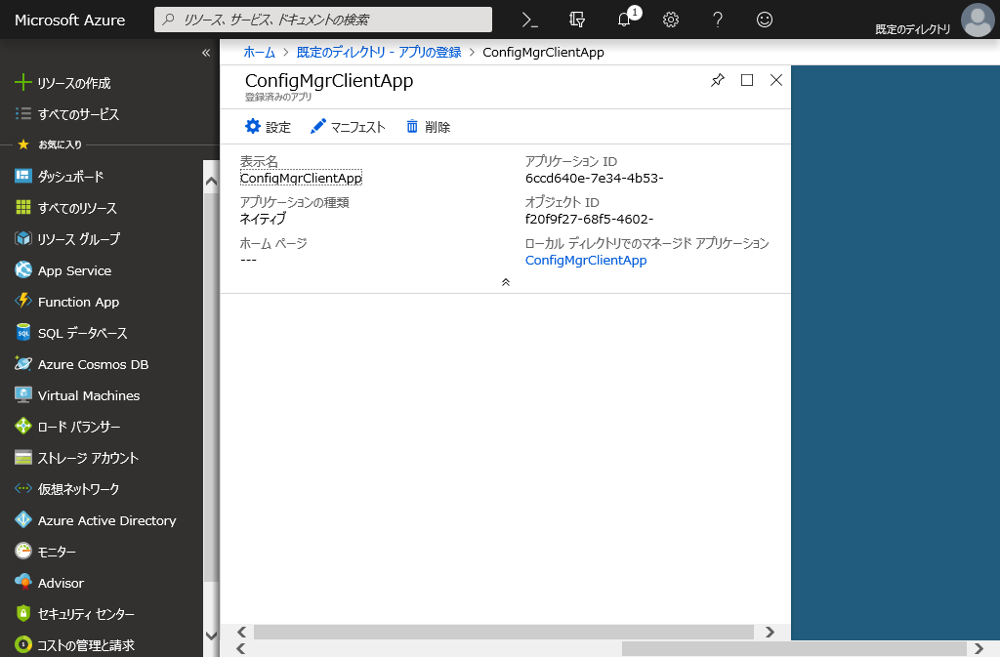 Microsoft Azure
リソース、サービス、ドキュメントの検索
1
既定のディレクトリ
ホーム > 既定のディレクトリ - アプリの登録 > ConfigMgrClientApp
リソースの作成
すべてのサービス
お気に入り
ダッシュボード
すべてのリソース
リソース グループ
App Service
Function App
SQL データベース
Azure Cosmos DB
Virtual Machines
ロード バランサー
ストレージ アカウント
仮想ネットワーク
Azure Active Directory
モニター
Advisor
セキュリティ センター
コストの管理と請求
ConfigMgrClientApp
登録済みのアプリ
設定 マニフェスト 削除
表示名
ConfigMgrClientApp
アプリケーションの種類
ネイティブ
ホーム ページ
---
アプリケーション ID
6ccd640e-7e34-4b53-
オブジェクト ID
f20f9f27-68f5-4602-
ローカル ディレクトリでのマネージド アプリケーション
ConfigMgrClientApp